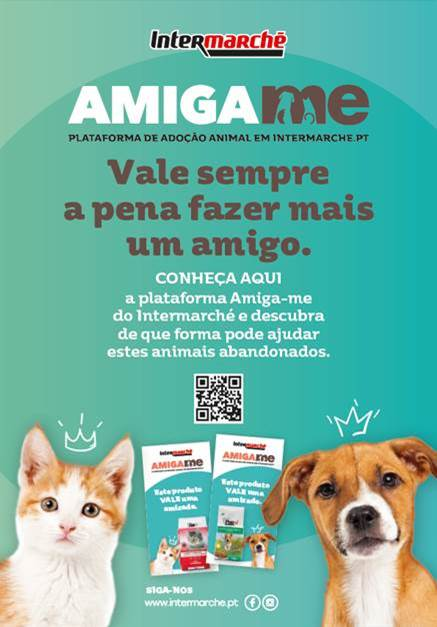 Intermarché
AMIGAme
PLATAFORMA DE ADOÇÃO ANIMAL EM INTERMARCHE.PT
Vale sempre
a pena fazer mais
um amigo.
CONHEÇA AQUI
a plataforma Amiga-me
do Intermarché e descubra
de que forma pode ajudar
estes animais abandonados.
Intermarché
AMIGAme
Este produto
VALE uma
amizade.
Intermarché
AMIGAme
Este produto
VALE uma
amizade.
SIGA-NOS
www.intermarche.pt